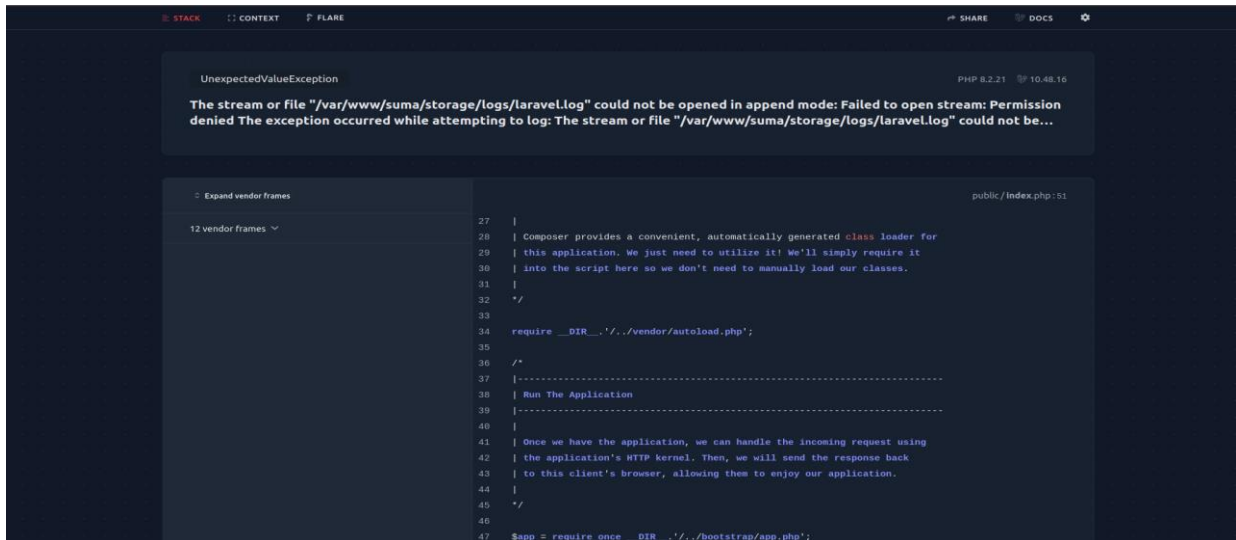 STACK CONTEXT FLARE SHARE DOCS
UnexpectedValueException PHP 8.2.21 10.48.16
The stream or file "/var/www/suma/storage/logs/laravel.log" could not be opened in append mode: Failed to open stream: Permission
denied The exception occurred while attempting to log: The stream or file "/var/www/suma/storage/logs/laravel.log" could not be...
Expand vendor frames
12 vendor frames
public/index.php:51
27 |
28 | Composer provides a convenient, automatically generated class loader for
29 | this application. We just need to utilize it! We'll simply require it
30 | into the script here so we don't need to manually load our classes.
31 |
32 */
33
34 require __DIR__.'/../vendor/autoload.php';
35
36 /*
37 |--------------------------------------------------------------------------
38 | Run The Application
39 |--------------------------------------------------------------------------
40 |
41 | Once we have the application, we can handle the incoming request using
42 | the application's HTTP kernel. Then, we will send the response back
43 | to this client's browser, allowing them to enjoy our application.
44 |
45 */
46
47 $app = require_once __DIR__.'/../bootstrap/app.php';